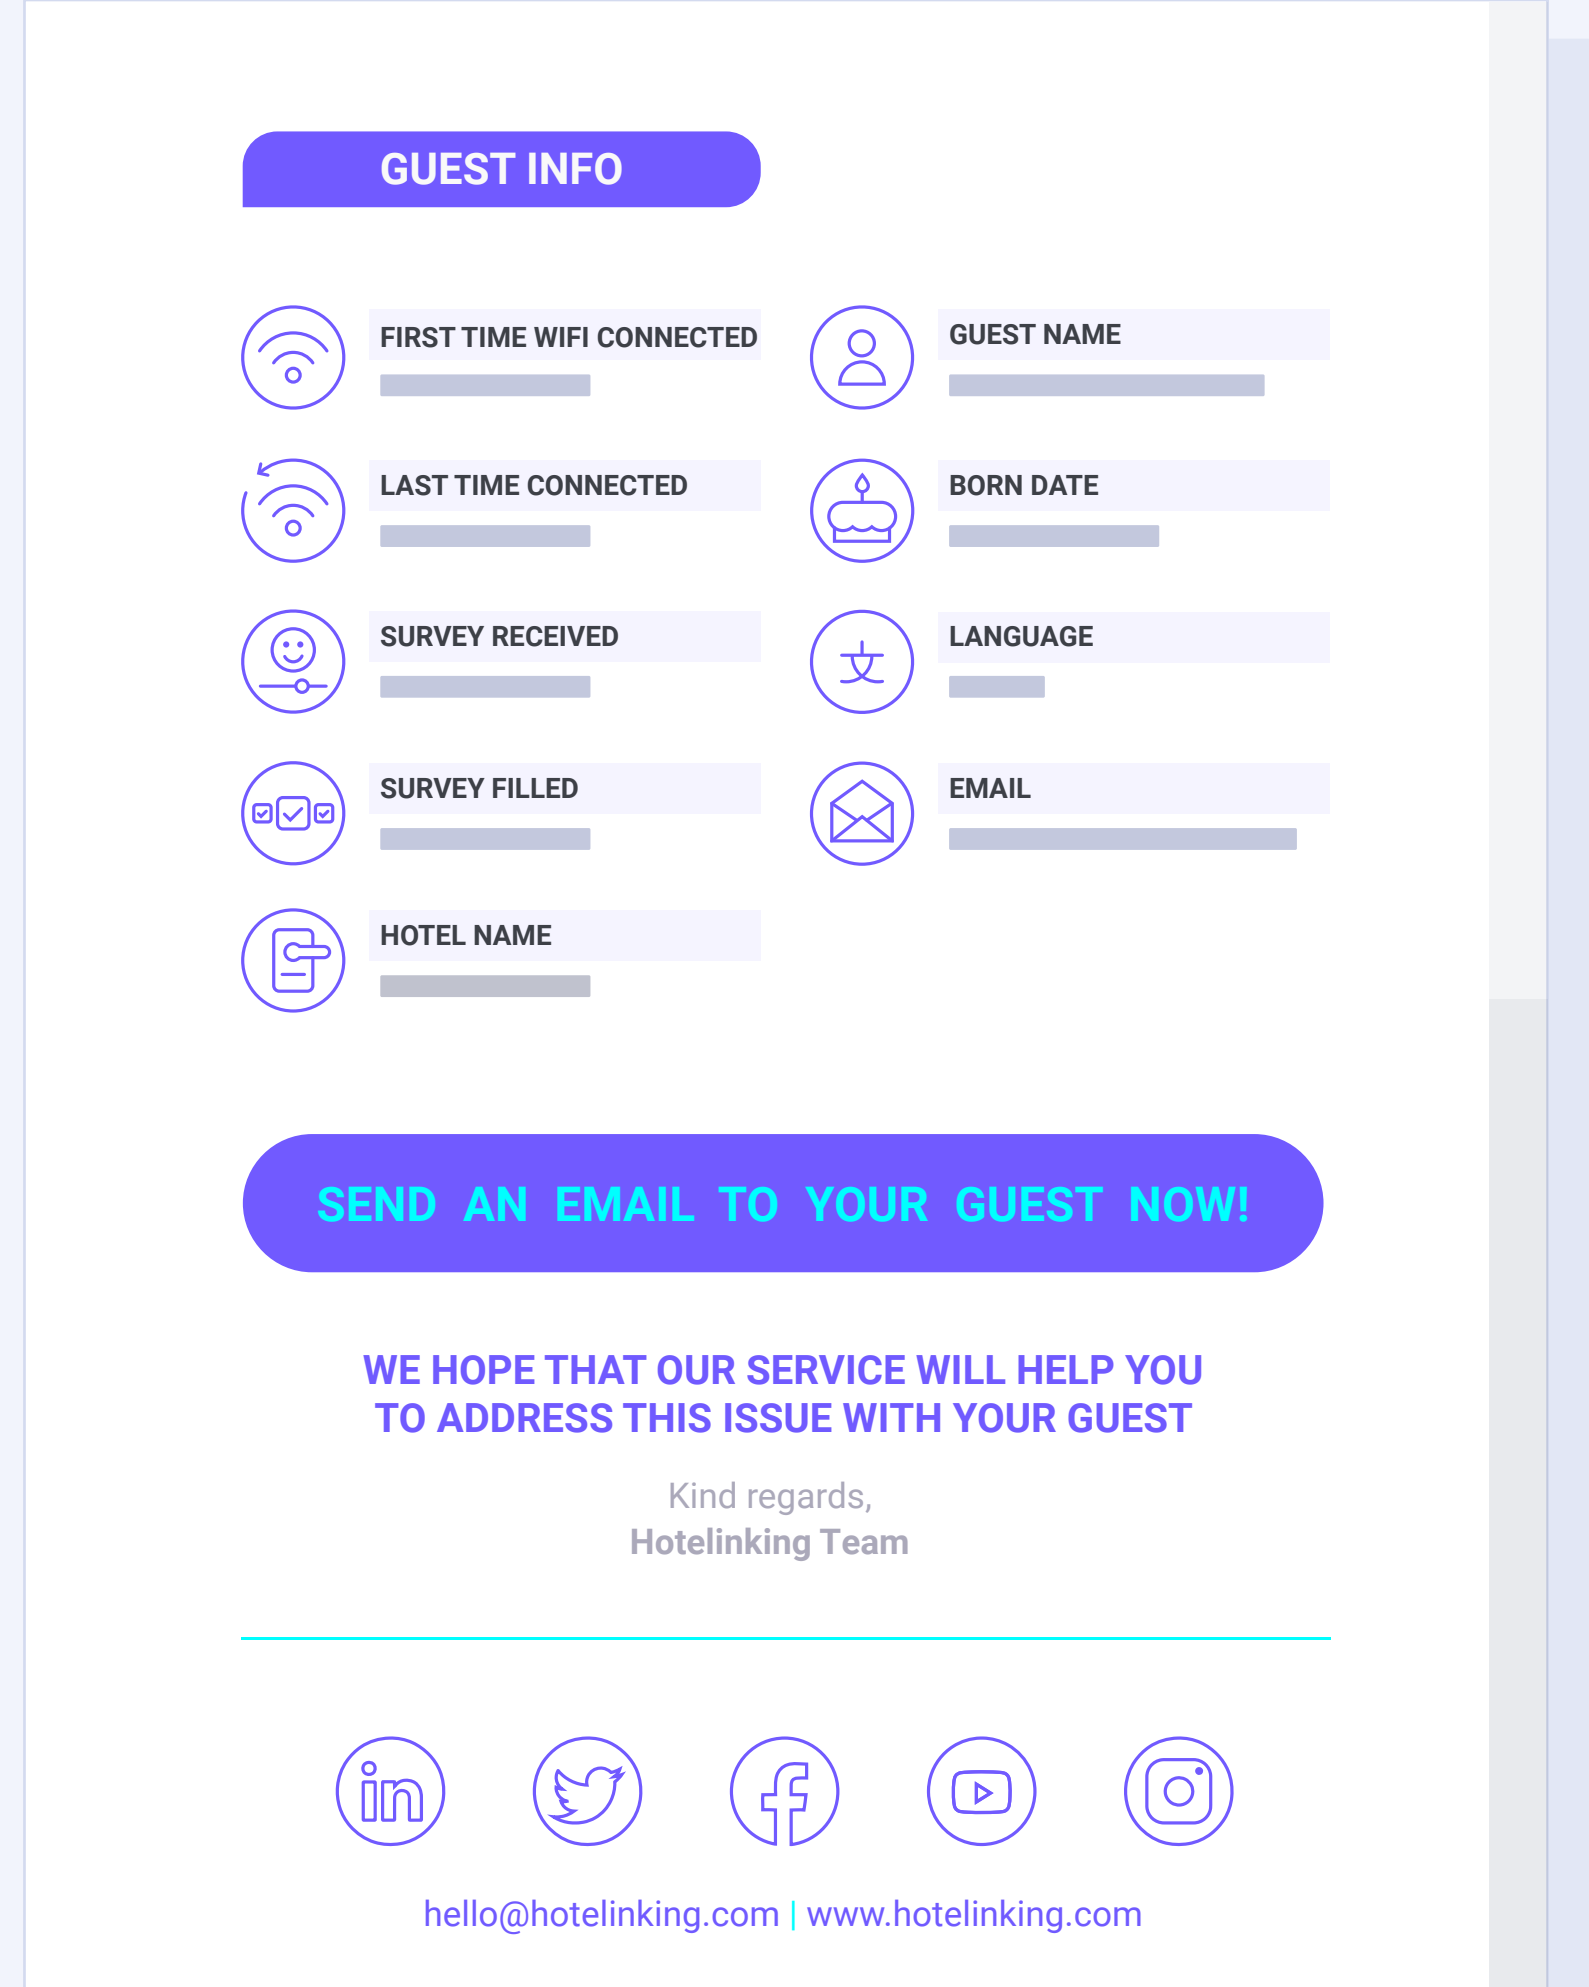 GUEST INFO
FIRST TIME WIFI CONNECTED
GUEST NAME
LAST TIME CONNECTED
BORN DATE
SURVEY RECEIVED
LANGUAGE
SURVEY FILLED
EMAIL
HOTEL NAME
SEND AN EMAIL TO YOUR GUEST NOW!
WE HOPE THAT OUR SERVICE WILL HELP YOU
TO ADDRESS THIS ISSUE WITH YOUR GUEST
Kind regards,
Hotelinking Team
hello@hotelinking.com | www.hotelinking.com